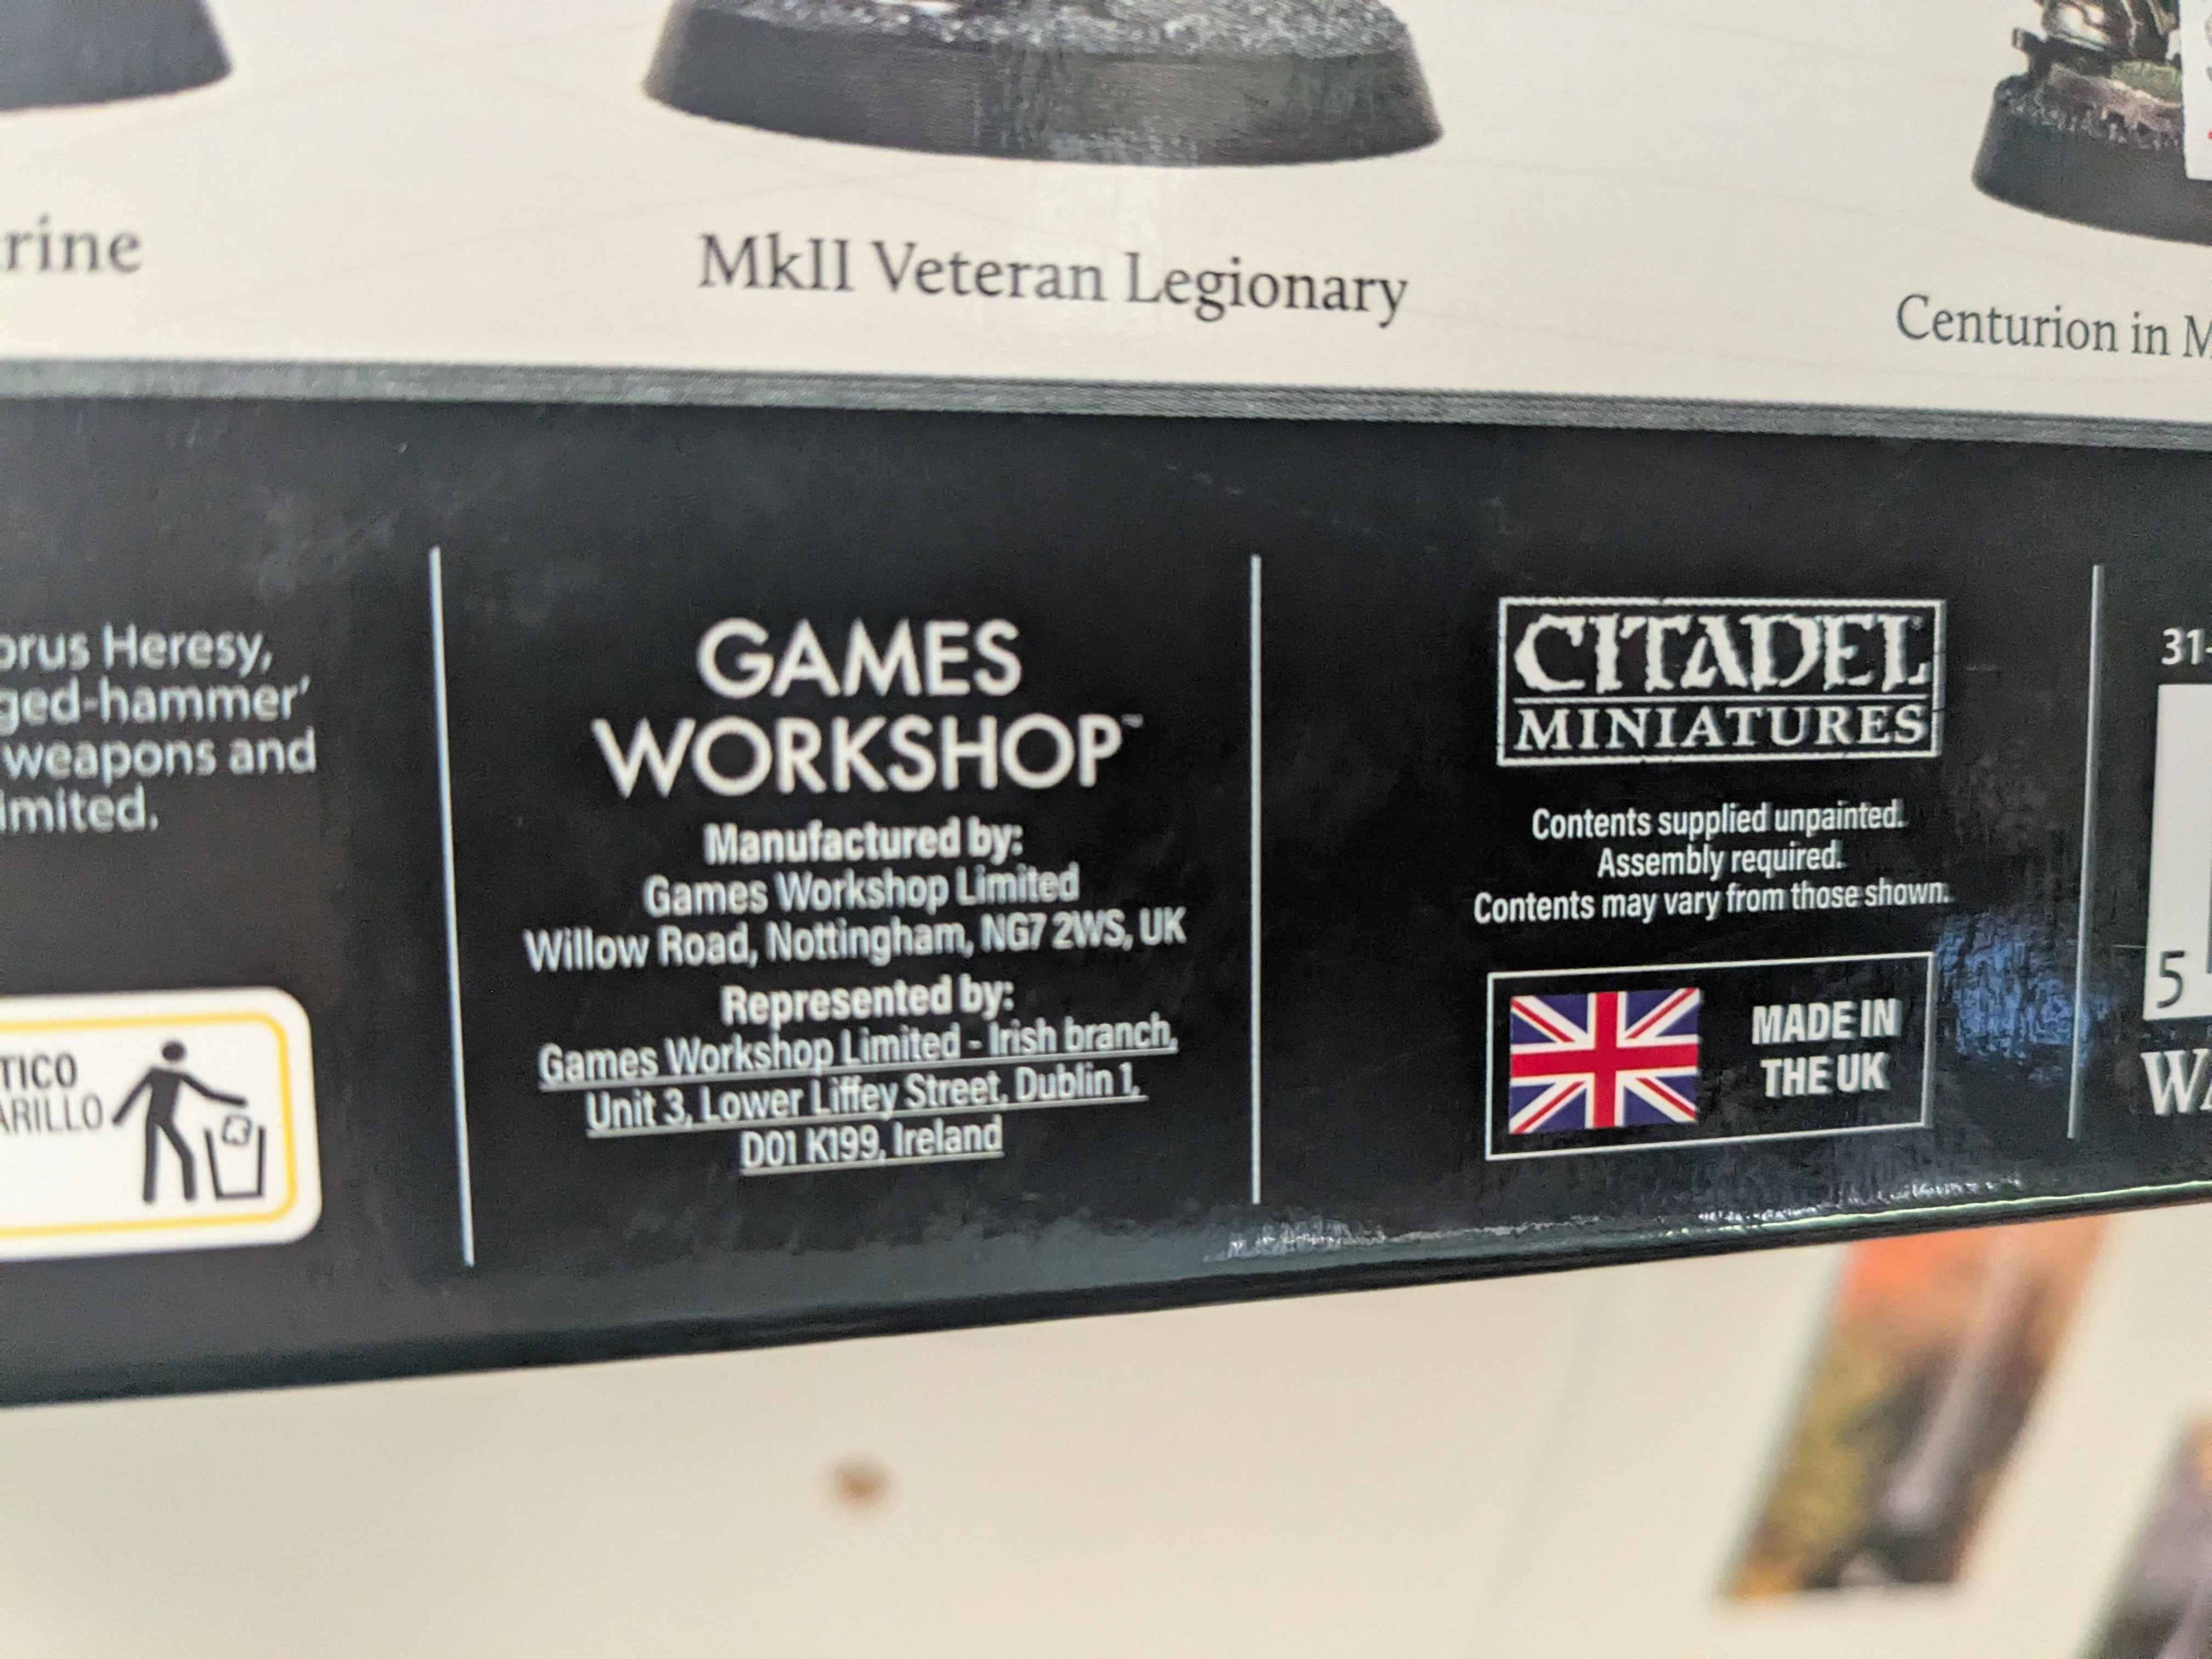 rine
MkII Veteran Legionary
Centurion in M
orus Heresy,
ged-hammer'
weapons and
imited.
TICO
ARILLO
GAMES
WORKSHOP™
Manufactured by:
Games Workshop Limited
Willow Road, Nottingham, NG7 2WS, UK
Represented by:
Games Workshop Limited - Irish branch,
Unit 3, Lower Liffey Street, Dublin 1,
D01 K199, Ireland
CITADEL
MINIATURES
Contents supplied unpainted.
Assembly required.
Contents may vary from those shown.
MADE IN
THE UK
31-
5
WA